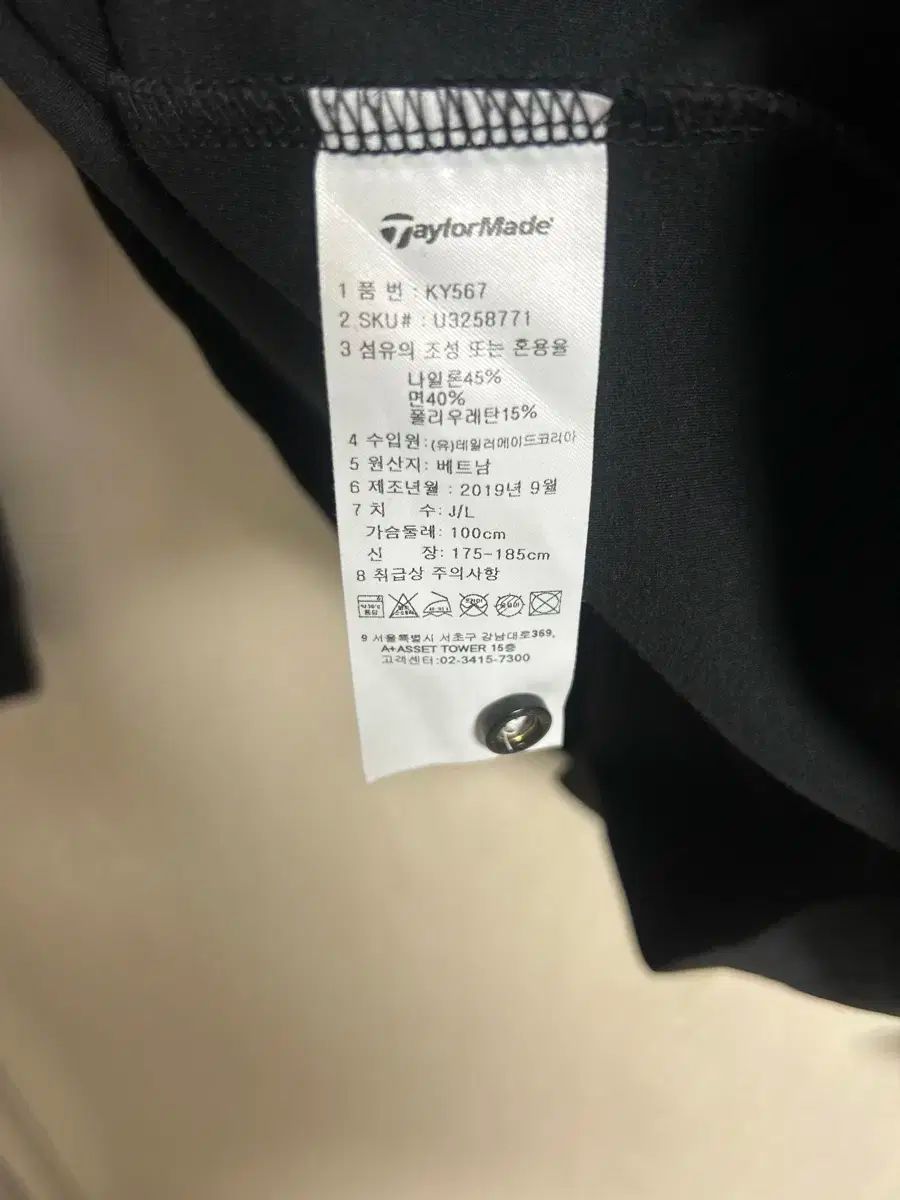 TaylorMade
1 품 번 : KY567
2 SKU# : U3258771
3 섬유의 조성 또는 혼용율
나일론45%
면40%
폴리우레탄15%
4 수입원: (유)테일러메이드코리아
5 원산지: 베트남
6 제조년월 : 2019년 9월
7 치 수: J/L
가슴둘레: 100cm
신 장: 175-185cm
8 취급상 주의사항
9 서울특별시 서초구 강남대로369,
A+ASSET TOWER 15층
고객센터:02-3415-7300